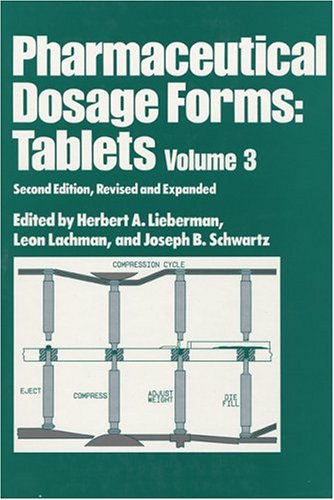 Pharmaceutical
Dosage Forms:
Tablets Volume 3
Second Edition, Revised and Expanded
Edited by Herbert A. Lieberman,
Leon Lachman, and Joseph B. Schwartz
COMPRESSION CYCLE
EJECT
COMPRESS
ADJUST
WEIGHT
DIE
FILL